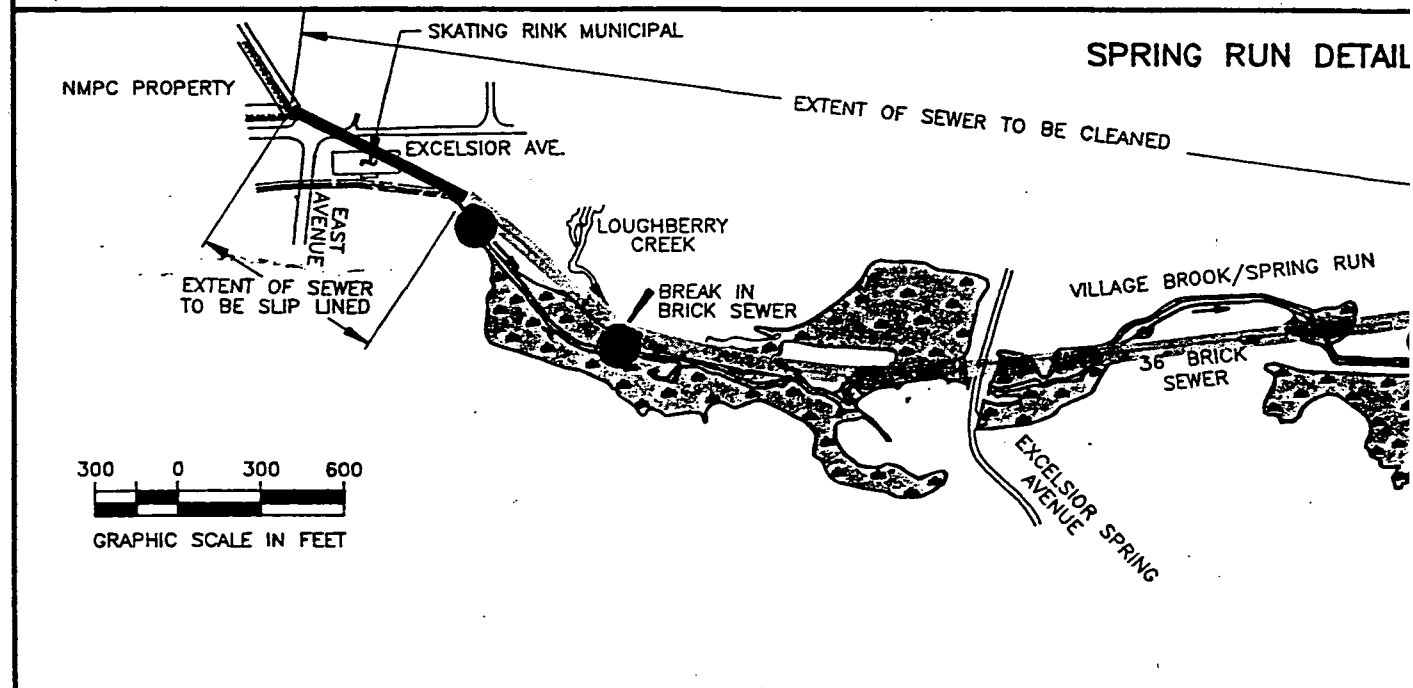 SKATING RINK MUNICIPAL
SPRING RUN DETAIL
NMPC PROPERTY
EXTENT OF SEWER TO BE CLEANED
EXCELSIOR AVE.
EAST
AVENUE
LOUGHBERRY
CREEK
EXTENT OF SEWER
TO BE SLIP LINED
BREAK IN
BRICK SEWER
VILLAGE BROOK/SPRING RUN
36" BRICK
SEWER
EXCELSIOR SPRING
AVENUE
300 0 300 600
GRAPHIC SCALE IN FEET